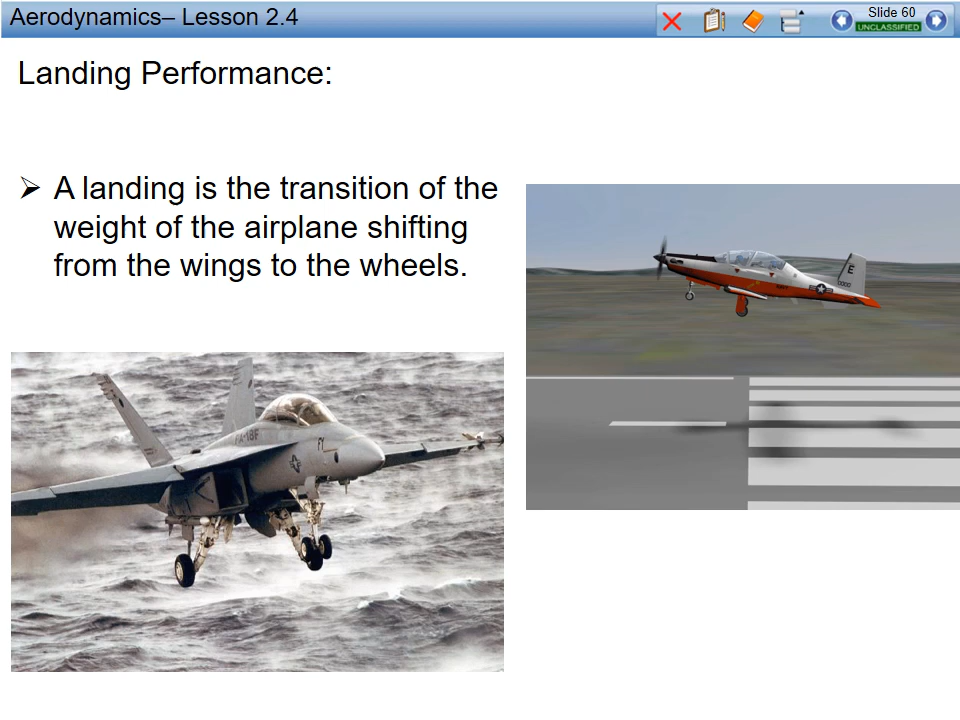 Aerodynamics– Lesson 2.4
Slide 60
UNCLASSIFIED
Landing Performance:
➢ A landing is the transition of the
weight of the airplane shifting
from the wings to the wheels.
E
F/A-18F